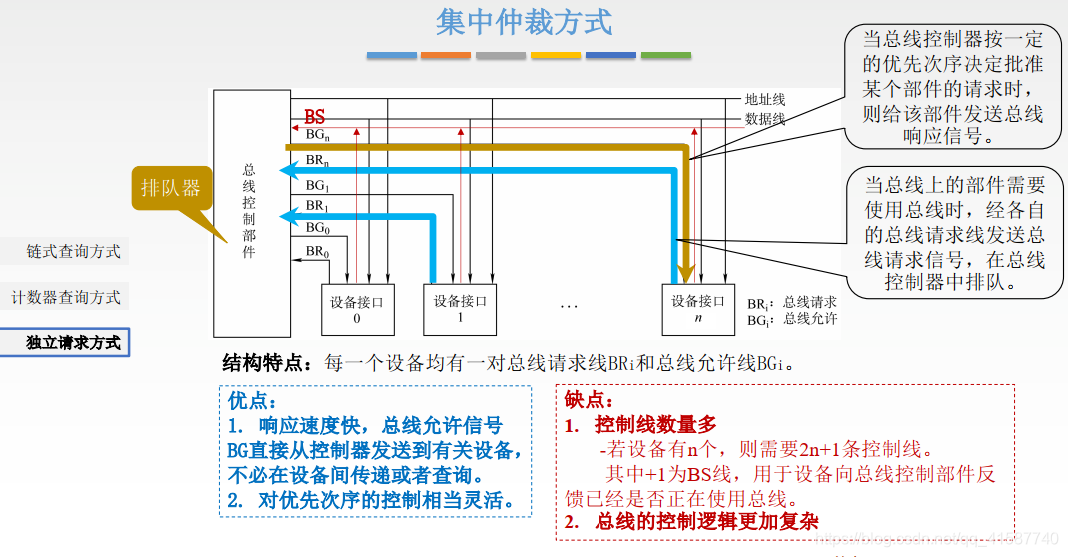 集中仲裁方式
当总线控制器按一定
的优先次序决定批准
某个部件的请求时，
则给该部件发送总线
响应信号。
地址线
BS
数据线
BGn
BRn
BG1
BR1
BG0
BR0
总线控制部件
排队器
当总线上的部件需要
使用总线时，经各自
的总线请求线发送总
线请求信号，在总线
控制器中排队。
链式查询方式
计数器查询方式
独立请求方式
设备接口
0
设备接口
1
…
设备接口
n
BRi：总线请求
BGi：总线允许
结构特点：每一个设备均有一对总线请求线BRi和总线允许线BGi。
优点：
1. 响应速度快，总线允许信号
BG直接从控制器发送到有关设备，
不必在设备间传递或者查询。
2. 对优先次序的控制相当灵活。
缺点：
1. 控制线数量多
-若设备有n个，则需要2n+1条控制线。
其中+1为BS线，用于设备向总线控制部件反
馈已经是否正在使用总线。
2. 总线的控制逻辑更加复杂